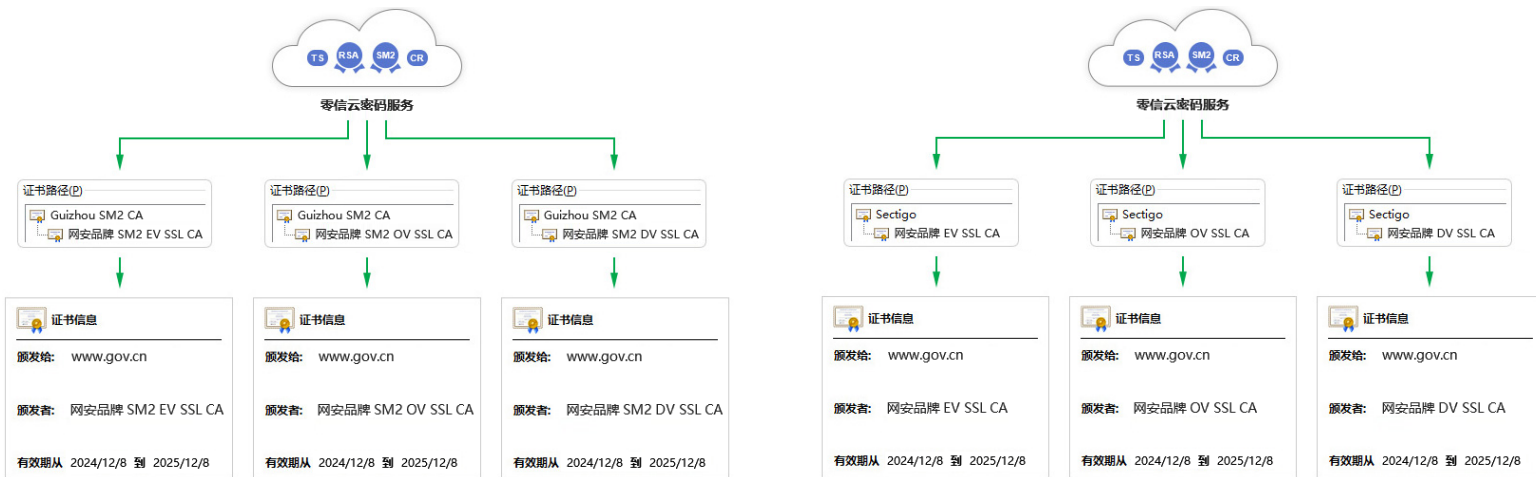 TS RSA SM2 CR
零信云密码服务
证书路径(P)
Guizhou SM2 CA
网安品牌 SM2 EV SSL CA
证书路径(P)
Guizhou SM2 CA
网安品牌 SM2 OV SSL CA
证书路径(P)
Guizhou SM2 CA
网安品牌 SM2 DV SSL CA
证书信息
颁发给: www.gov.cn
颁发者: 网安品牌 SM2 EV SSL CA
有效期从 2024/12/8 到 2025/12/8
证书信息
颁发给: www.gov.cn
颁发者: 网安品牌 SM2 OV SSL CA
有效期从 2024/12/8 到 2025/12/8
证书信息
颁发给: www.gov.cn
颁发者: 网安品牌 SM2 DV SSL CA
有效期从 2024/12/8 到 2025/12/8
TS RSA SM2 CR
零信云密码服务
证书路径(P)
Sectigo
网安品牌 EV SSL CA
证书路径(P)
Sectigo
网安品牌 OV SSL CA
证书路径(P)
Sectigo
网安品牌 DV SSL CA
证书信息
颁发给: www.gov.cn
颁发者: 网安品牌 EV SSL CA
有效期从 2024/12/8 到 2025/12/8
证书信息
颁发给: www.gov.cn
颁发者: 网安品牌 OV SSL CA
有效期从 2024/12/8 到 2025/12/8
证书信息
颁发给: www.gov.cn
颁发者: 网安品牌 DV SSL CA
有效期从 2024/12/8 到 2025/12/8